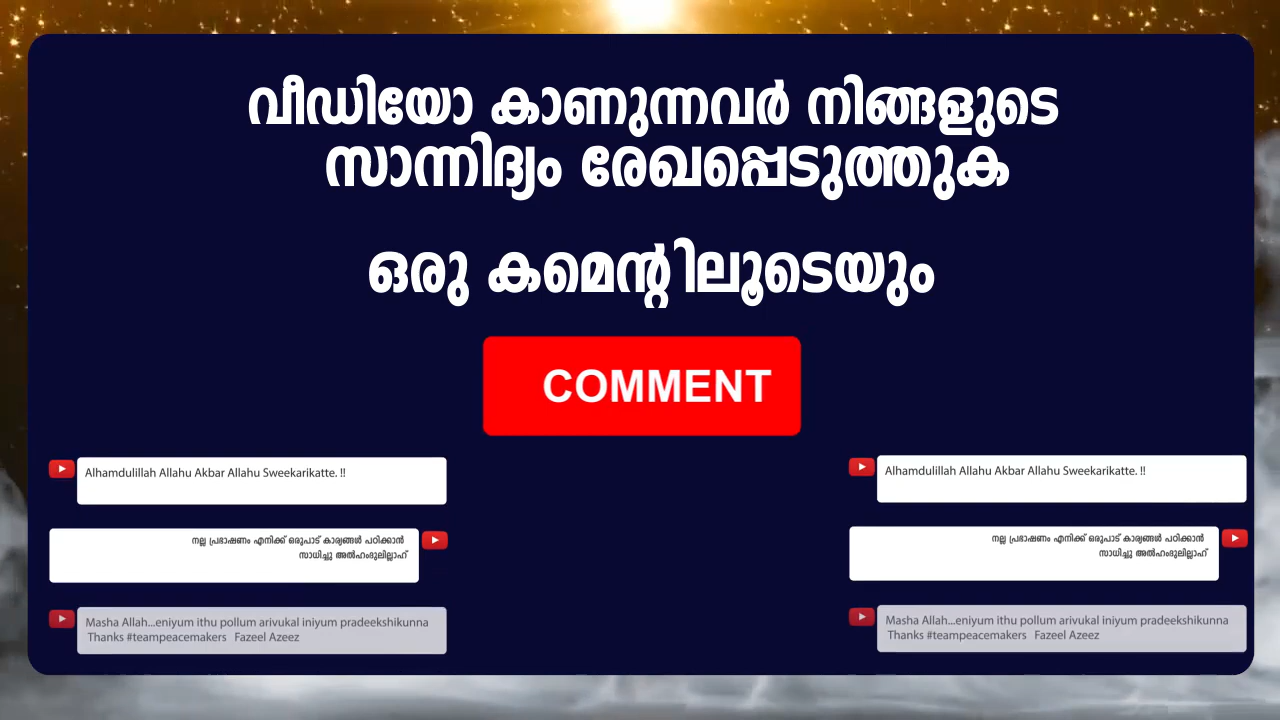 വീഡിയോ കാണുന്നവർ നിങ്ങളുടെ
സാന്നിദ്യം രേഖപ്പെടുത്തുക
ഒരു കമെന്റിലൂടെയും
COMMENT
Alhamdulillah Allahu Akbar Allahu Sweekarikatte. !!
നല്ല പ്രഭാഷണം എനിക്ക് ഒരുപാട് കാര്യങ്ങൾ പഠിക്കാൻ
സാധിച്ചു അൽഹംദുലില്ലാഹ്
Masha Allah...eniyum ithu pollum arivukal iniyum pradeekshikunna
Thanks #teampeacemakers Fazeel Azeez
Alhamdulillah Allahu Akbar Allahu Sweekarikatte. !!
നല്ല പ്രഭാഷണം എനിക്ക് ഒരുപാട് കാര്യങ്ങൾ പഠിക്കാൻ
സാധിച്ചു അൽഹംദുലില്ലാഹ്
Masha Allah...eniyum ithu pollum arivukal iniyum pradeekshikunna
Thanks #teampeacemakers Fazeel Azeez